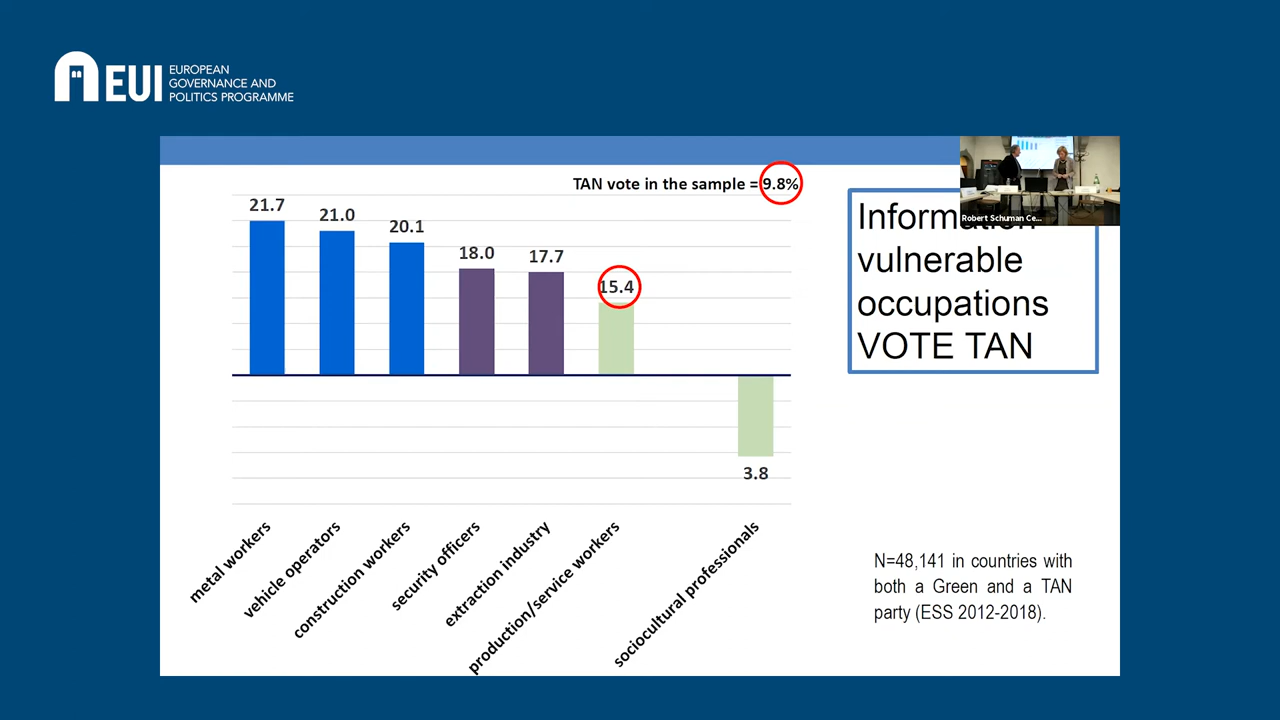 EUI
EUROPEAN
GOVERNANCE AND
POLITICS PROGRAMME
TAN vote in the sample = 9.8%
21.7
21.0
20.1
18.0
17.7
15.4
3.8
metal workers
vehicle operators
construction workers
security officers
extraction industry
production/service workers
sociocultural professionals
Robert Schuman Ce...
vulnerable
occupations
VOTE TAN
N=48,141 in countries with
both a Green and a TAN
party (ESS 2012-2018).